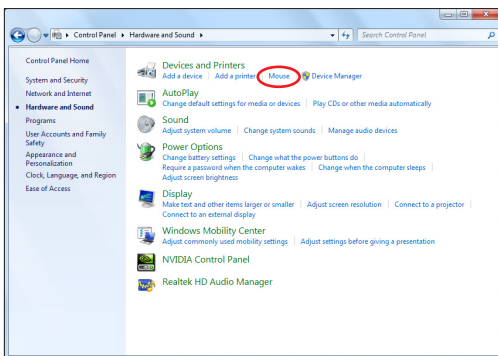 Control Panel ▸ Hardware and Sound ▸
Search Control Panel
Control Panel Home
System and Security
Network and Internet
Hardware and Sound
Programs
User Accounts and Family
Safety
Appearance and
Personalization
Clock, Language, and Region
Ease of Access
Devices and Printers
Add a device | Add a printer | Mouse | Device Manager
AutoPlay
Change default settings for media or devices | Play CDs or other media automatically
Sound
Adjust system volume | Change system sounds | Manage audio devices
Power Options
Change battery settings | Change what the power buttons do |
Require a password when the computer wakes | Change when the computer sleeps |
Adjust screen brightness
Display
Make text and other items larger or smaller | Adjust screen resolution | Connect to a projector |
Connect to an external display
Windows Mobility Center
Adjust commonly used mobility settings | Adjust settings before giving a presentation
NVIDIA Control Panel
Realtek HD Audio Manager